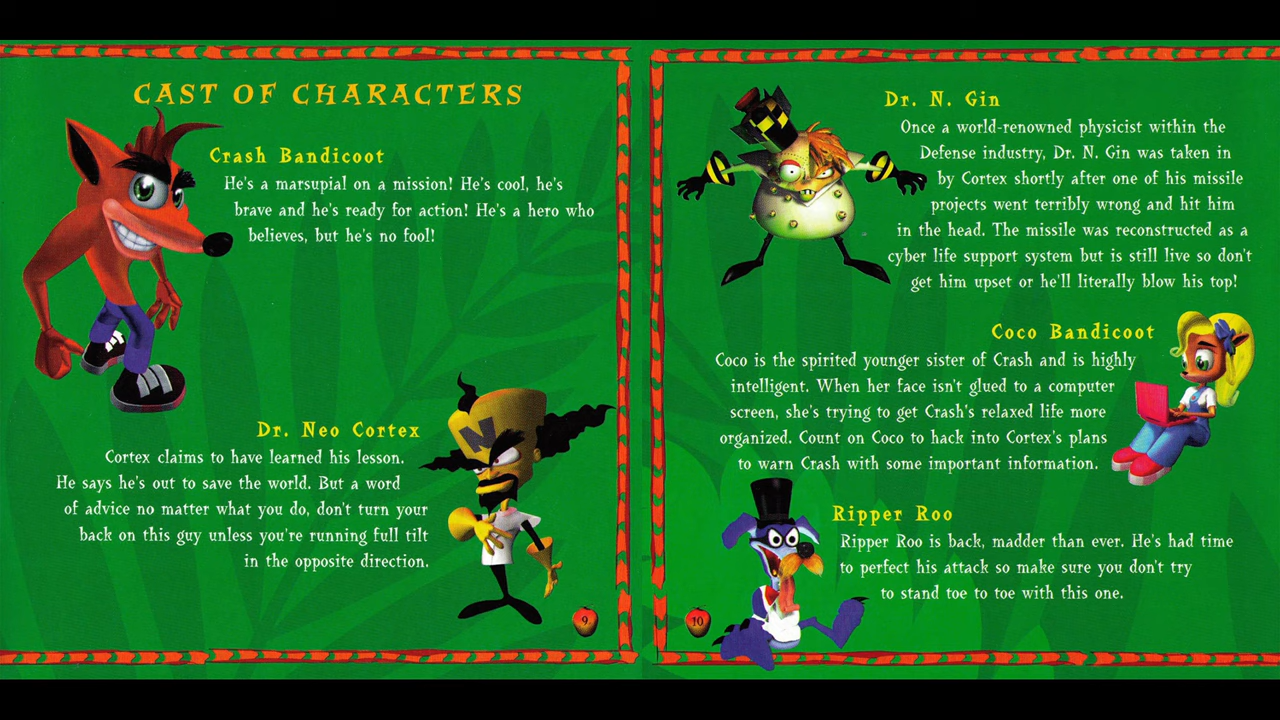 CAST OF CHARACTERS
Crash Bandicoot
He's a marsupial on a mission! He's cool, he's
brave and he's ready for action! He's a hero who
believes, but he's no fool!
Dr. Neo Cortex
Cortex claims to have learned his lesson.
He says he's out to save the world. But a word
of advice no matter what you do, don't turn your
back on this guy unless you're running full tilt
in the opposite direction.
N
9
Dr. N. Gin
Once a world-renowned physicist within the
Defense industry, Dr. N. Gin was taken in
by Cortex shortly after one of his missile
projects went terribly wrong and hit him
in the head. The missile was reconstructed as a
cyber life support system but is still live so don't
get him upset or he'll literally blow his top!
Coco Bandicoot
Coco is the spirited younger sister of Crash and is highly
intelligent. When her face isn't glued to a computer
screen, she's trying to get Crash's relaxed life more
organized. Count on Coco to hack into Cortex's plans
to warn Crash with some important information.
Ripper Roo
Ripper Roo is back, madder than ever. He's had time
to perfect his attack so make sure you don't try
to stand toe to toe with this one.
10